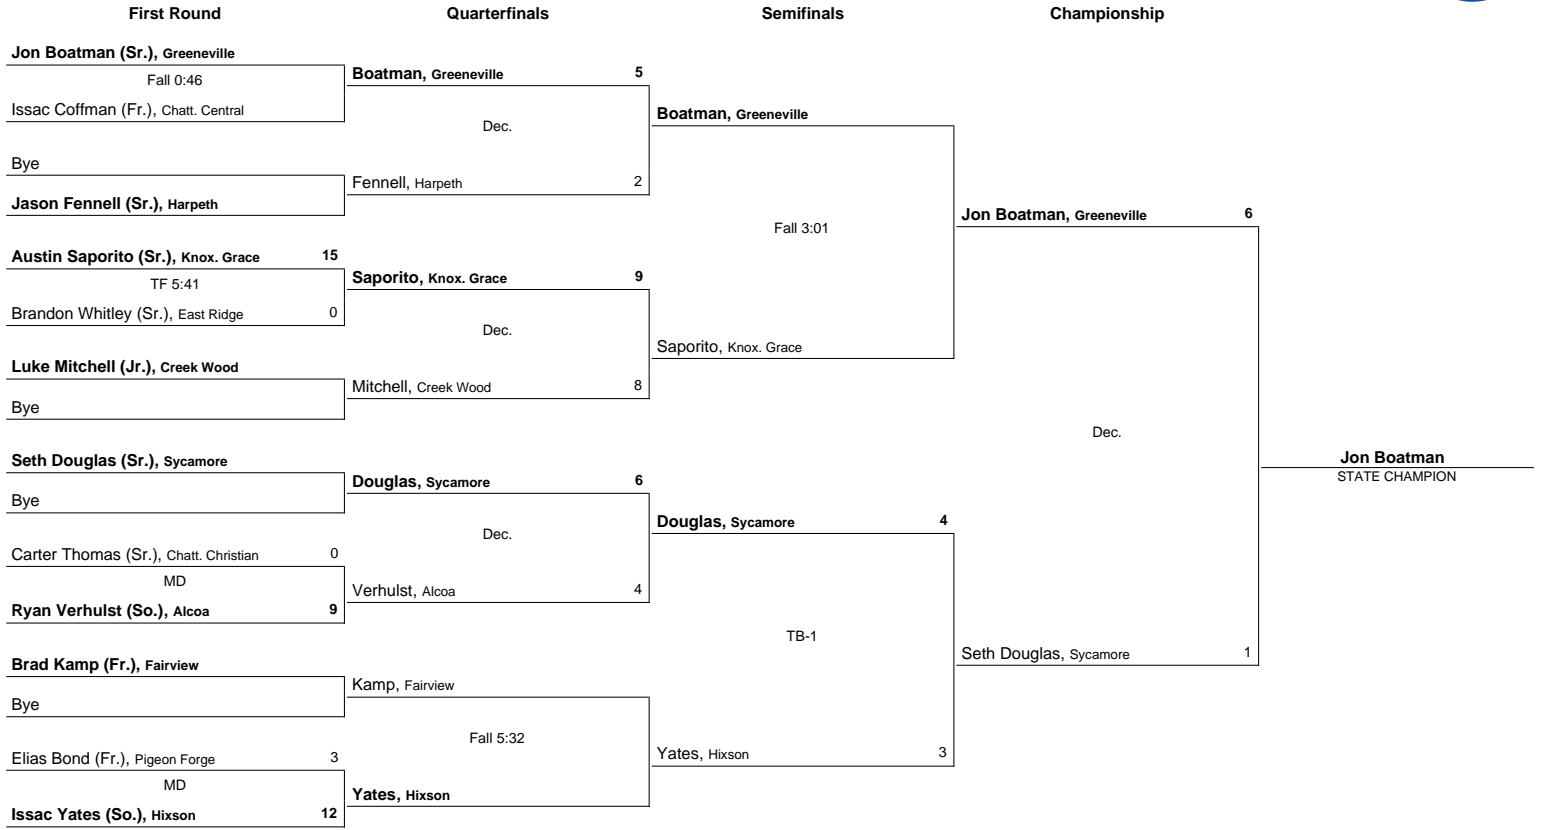 First Round Quarterfinals Semifinals Championship
Jon Boatman (Sr.), Greeneville
Fall 0:46
Issac Coffman (Fr.), Chatt. Central
Bye
Jason Fennell (Sr.), Harpeth
Austin Saporito (Sr.), Knox. Grace 15
TF 5:41
Brandon Whitley (Sr.), East Ridge 0
Luke Mitchell (Jr.), Creek Wood
Bye
Seth Douglas (Sr.), Sycamore
Bye
Carter Thomas (Sr.), Chatt. Christian 0
MD
Ryan Verhulst (So.), Alcoa 9
Brad Kamp (Fr.), Fairview
Bye
Elias Bond (Fr.), Pigeon Forge 3
MD
Issac Yates (So.), Hixson 12
Boatman, Greeneville 5
Dec.
Fennell, Harpeth 2
Saporito, Knox. Grace 9
Dec.
Mitchell, Creek Wood 8
Douglas, Sycamore 6
Dec.
Verhulst, Alcoa 4
Kamp, Fairview
Fall 5:32
Yates, Hixson
Boatman, Greeneville
Fall 3:01
Saporito, Knox. Grace
Douglas, Sycamore 4
TB-1
Yates, Hixson 3
Jon Boatman, Greeneville 6
Dec.
Seth Douglas, Sycamore 1
Jon Boatman
STATE CHAMPION